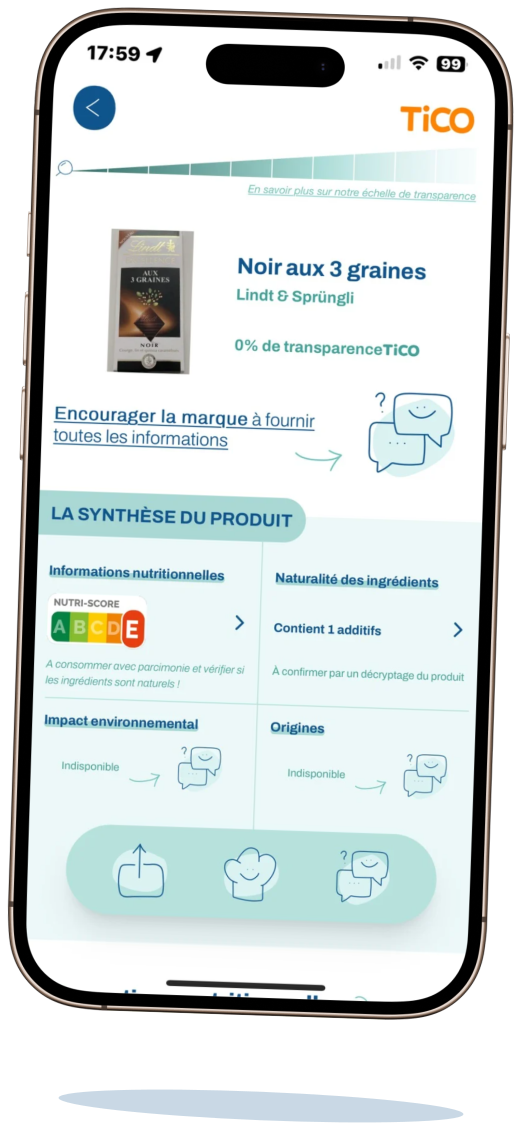 17:59
99
TiCO
En savoir plus sur notre échelle de transparence
Lindt
AUX
3 GRAINES
NOIR
Noir aux 3 graines
Lindt & Sprüngli
0% de transparenceTiCO
Encourager la marque à fournir
toutes les informations
?
LA SYNTHÈSE DU PRODUIT
Informations nutritionnelles
NUTRI-SCORE
A B C D E
A consommer avec parcimonie et vérifier si
les ingrédients sont naturels !
Naturalité des ingrédients
Contient 1 additifs
À confirmer par un décryptage du produit
Impact environnemental
Indisponible
?
Origines
Indisponible
?
?